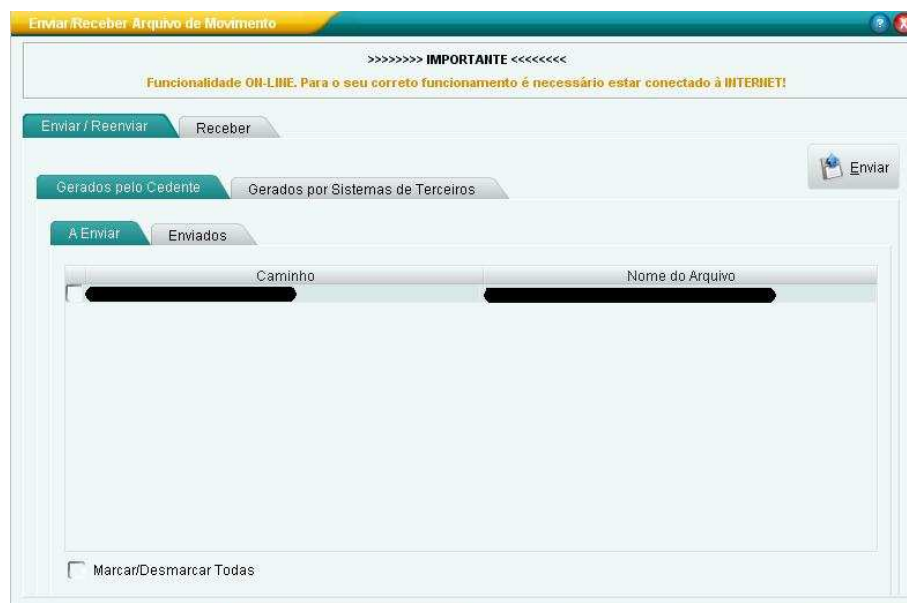 Enviar/Receber Arquivo de Movimento
>>>>>>>> IMPORTANTE <<<<<<<<
Funcionalidade ON-LINE. Para o seu correto funcionamento é necessário estar conectado à INTERNET!
Enviar / Reenviar Receber
Enviar
Gerados pelo Cedente Gerados por Sistemas de Terceiros
A Enviar Enviados
Caminho Nome do Arquivo
Marcar/Desmarcar Todas